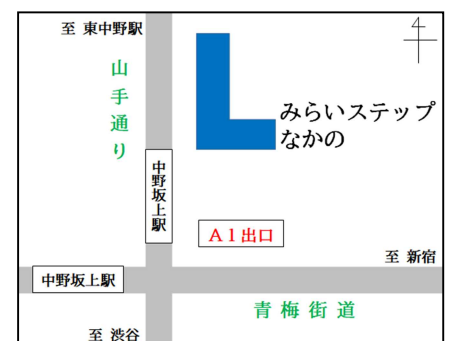 至 東中野駅
山手通り
みらいステップ
なかの
中野坂上駅
A1出口
至 新宿
中野坂上駅
青梅街道
至 渋谷